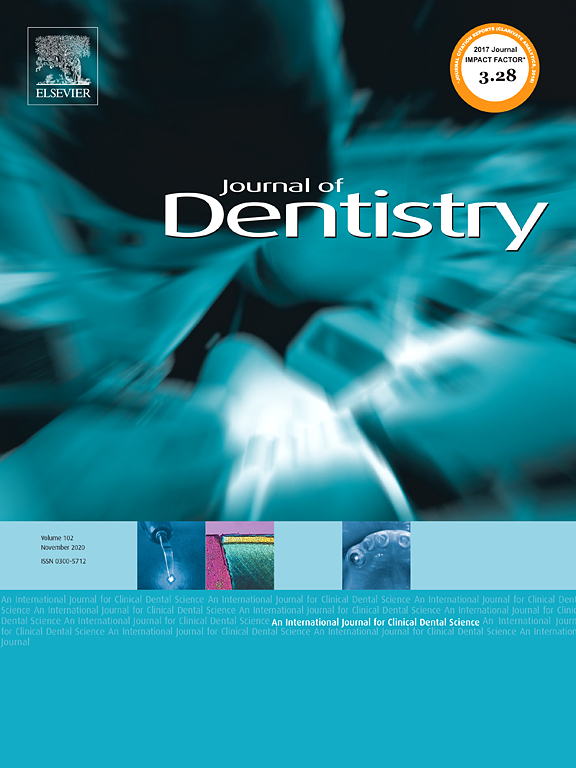 ELSEVIER
JOURNAL CITATION REPORTS (CLARIVATE ANALYTICS, 2018)
2017 Journal
IMPACT FACTOR*
3.28
Journal of
Dentistry
Volume 102
November 2020
ISSN 0300-5712
An International Journal for Clinical Dental Science An International Journal for Clinical Dental Science An International Journal for Clinical Dent
Science An International Journal for Clinical Dental Science An International Journal for Clinical Dental Science An International Journal for Clinic
Dental Science An International Journal for Clinical Dental Science An International Journal for Clinical Dental Science An International Journ
for Clinical Dental Science An International Journal for Clinical Dental Science An International Journal for Clinical Dental Science An Internation
Journal